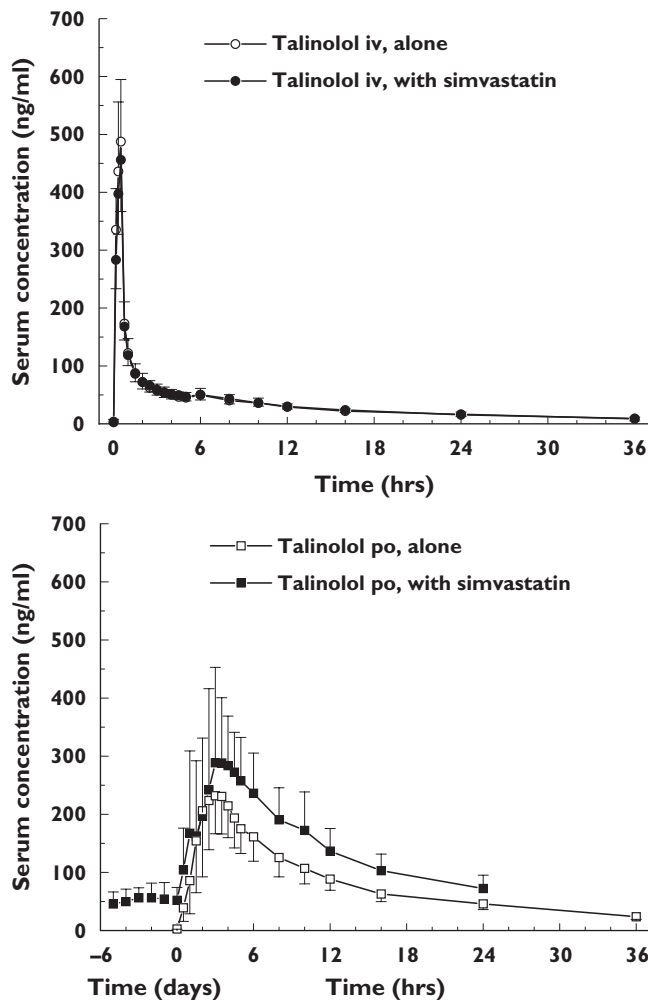 700
600
500
400
300
200
100
0
Serum concentration (ng/ml)
Talinolol iv, alone
Talinolol iv, with simvastatin
0 6 12 18 24 30 36
Time (hrs)
700
600
500
400
300
200
100
0
Serum concentration (ng/ml)
Talinolol po, alone
Talinolol po, with simvastatin
−6 0 6 12 18 24 30 36
Time (days) Time (hrs)